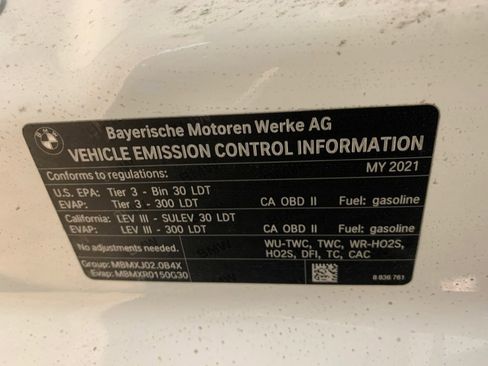 BMW
Bayerische Motoren Werke AG
VEHICLE EMISSION CONTROL INFORMATION
Conforms to regulations: MY 2021
U.S. EPA: Tier 3 - Bin 30 LDT
EVAP: Tier 3 - 300 LDT CA OBD II Fuel: gasoline
California: LEV III - SULEV 30 LDT
EVAP: LEV III - 300 LDT CA OBD II Fuel: gasoline
No adjustments needed. WU-TWC, TWC, WR-HO2S,
HO2S, DFI, TC, CAC
Group: MBMXJ02.0B4X
Evap: MBMXR0150G30 8 836 761